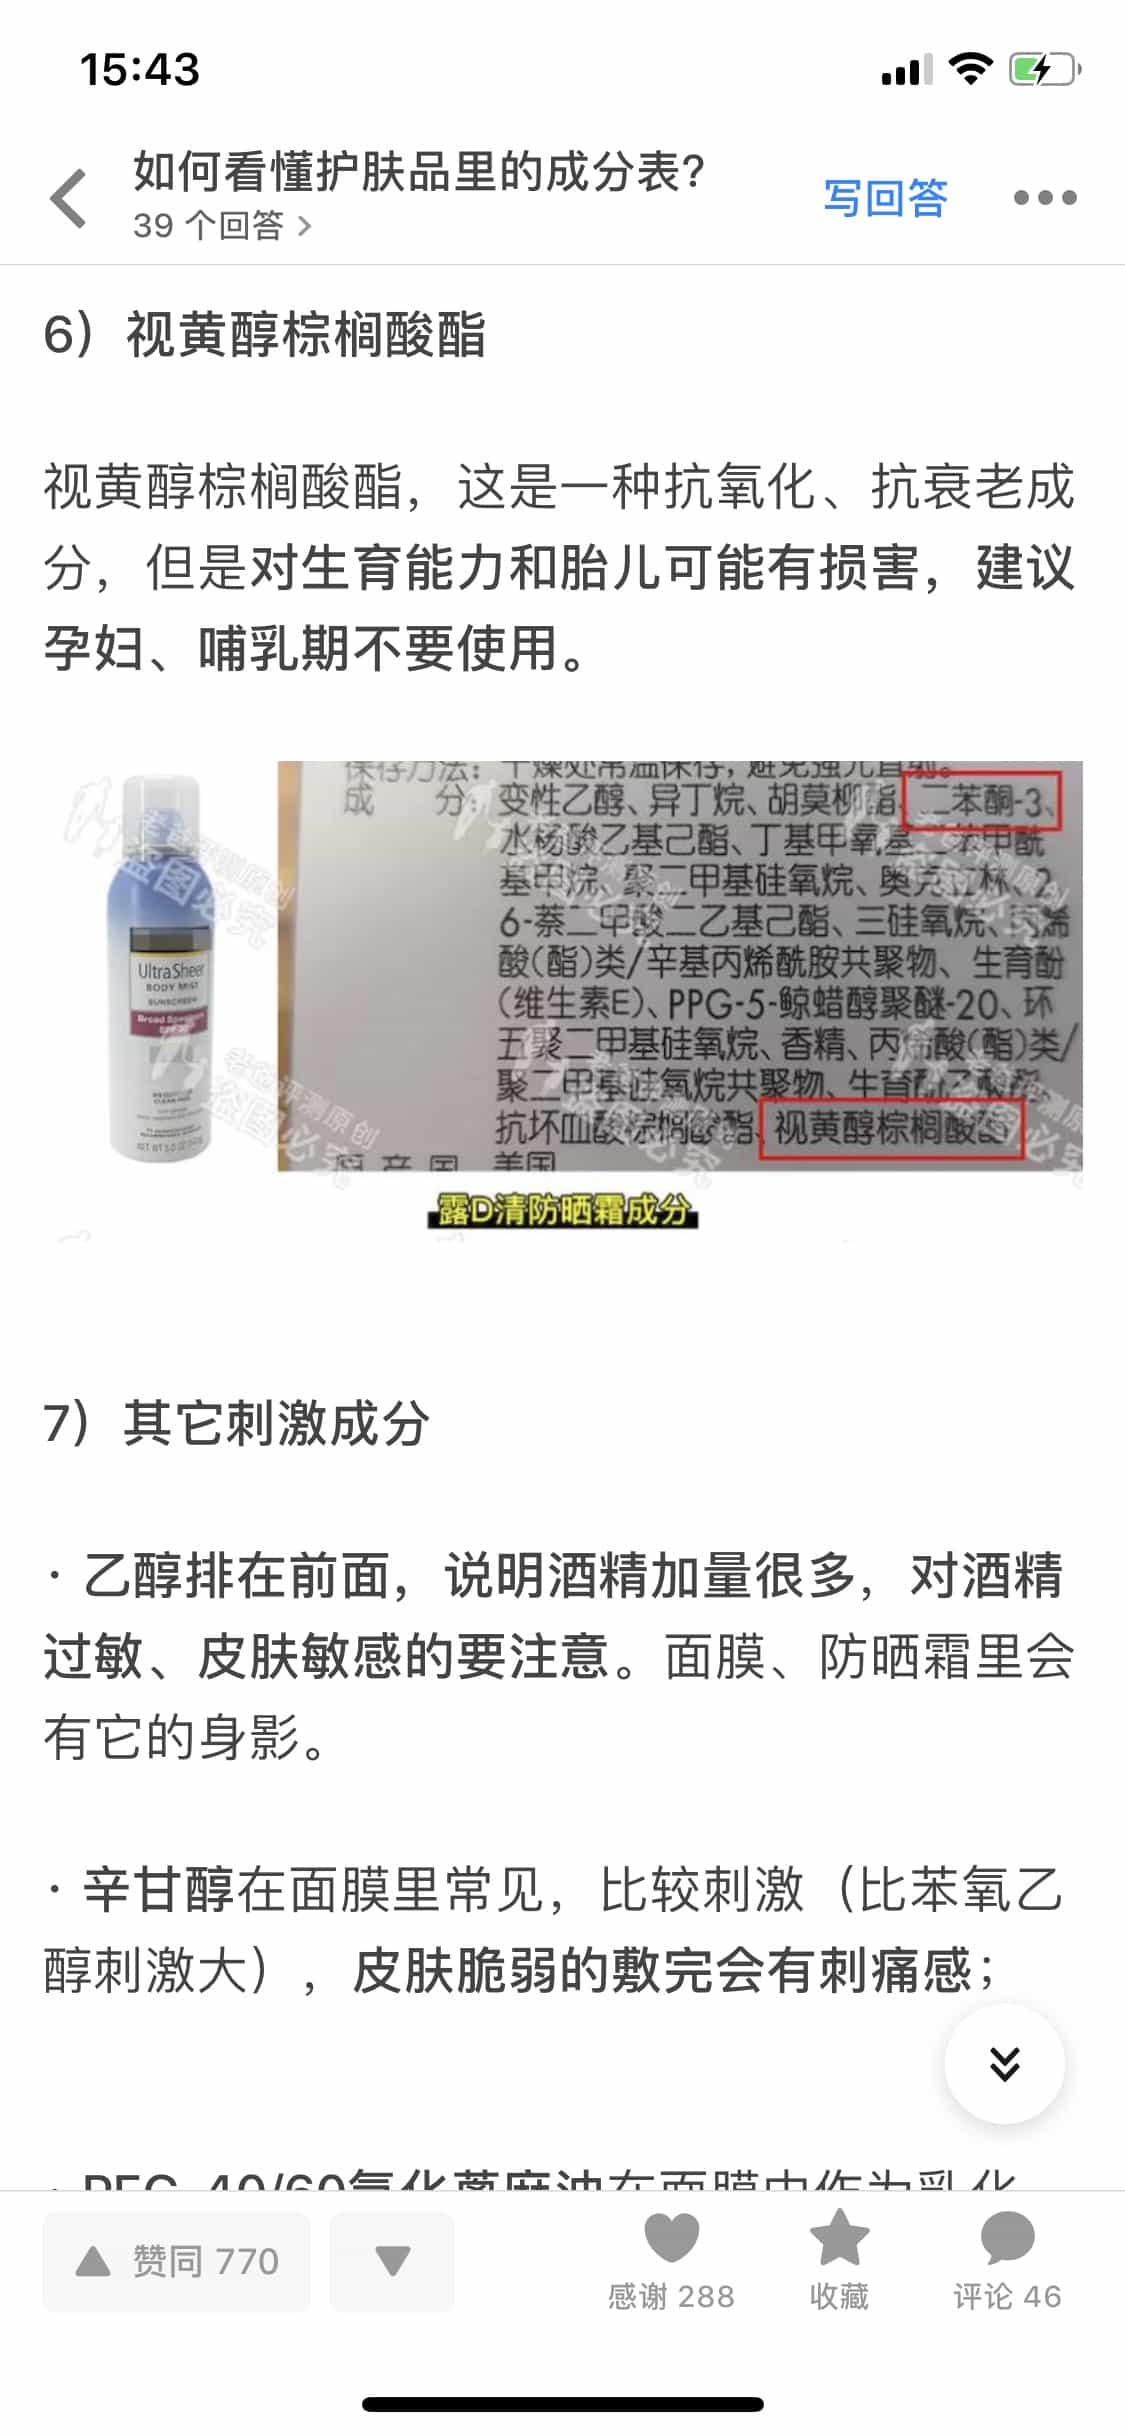 15:43
如何看懂护肤品里的成分表?
39 个回答
写回答
6）视黄醇棕榈酸酯
视黄醇棕榈酸酯，这是一种抗氧化、抗衰老成
分，但是对生育能力和胎儿可能有损害，建议
孕妇、哺乳期不要使用。
UltraSheer
BODY MIST
SUNSCREEN
Broad Spectrum
保存方法：干燥处常温保存，避免强光直射。
成 分：变性乙醇、异丁烷、胡莫柳酯、二苯酮-3、
水杨酸乙基己酯、丁基甲氧基二苯甲酰
基甲烷、聚二甲基硅氧烷、奥克立林、2
6-萘二甲酸二乙基己酯、三硅氧烷、丙烯
酸(酯)类/辛基丙烯酰胺共聚物、生育酚
(维生素E)、PPG-5-鲸蜡醇聚醚-20、环
五聚二甲基硅氧烷、香精、丙烯酸(酯)类/
聚二甲基硅氧烷共聚物、生育酚乙酸酯、
抗坏血酸棕榈酸酯、视黄醇棕榈酸酯
原产国 美国
露D清防晒霜成分
7）其它刺激成分
· 乙醇排在前面，说明酒精加量很多，对酒精
过敏、皮肤敏感的要注意。面膜、防晒霜里会
有它的身影。
· 辛甘醇在面膜里常见，比较刺激（比苯氧乙
醇刺激大），皮肤脆弱的敷完会有刺痛感；
· PEG-40/60氢化蓖麻油在面膜中作为乳化
赞同 770
感谢 288
收藏
评论 46